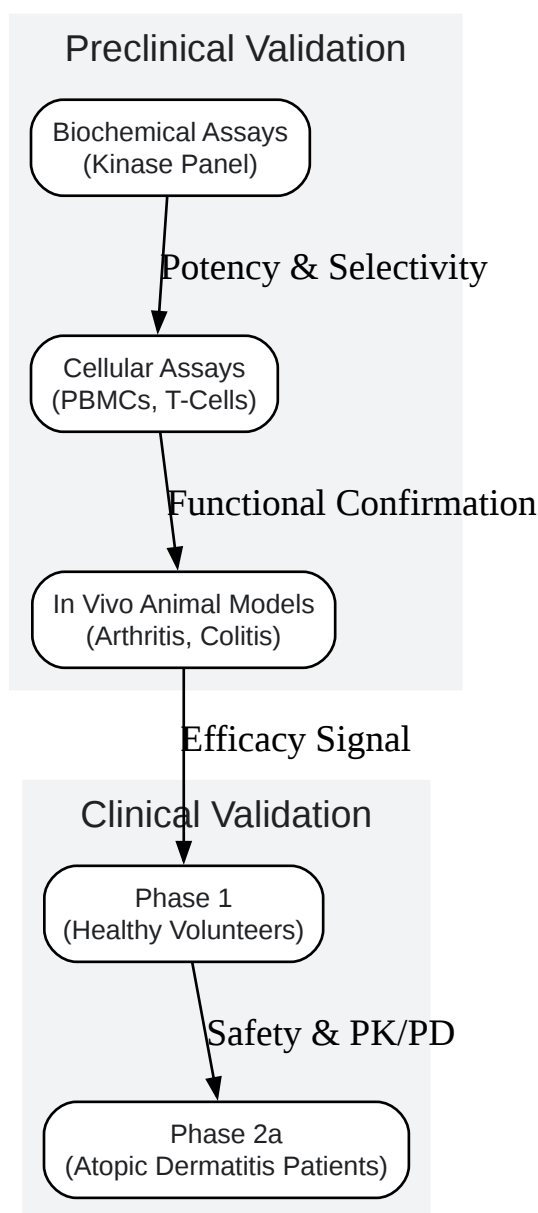 Preclinical Validation
Biochemical Assays
(Kinase Panel)
Potency & Selectivity
Cellular Assays
(PBMCs, T-Cells)
Functional Confirmation
In Vivo Animal Models
(Arthritis, Colitis)
Efficacy Signal
Clinical Validation
Phase 1
(Healthy Volunteers)
Safety & PK/PD
Phase 2a
(Atopic Dermatitis Patients)